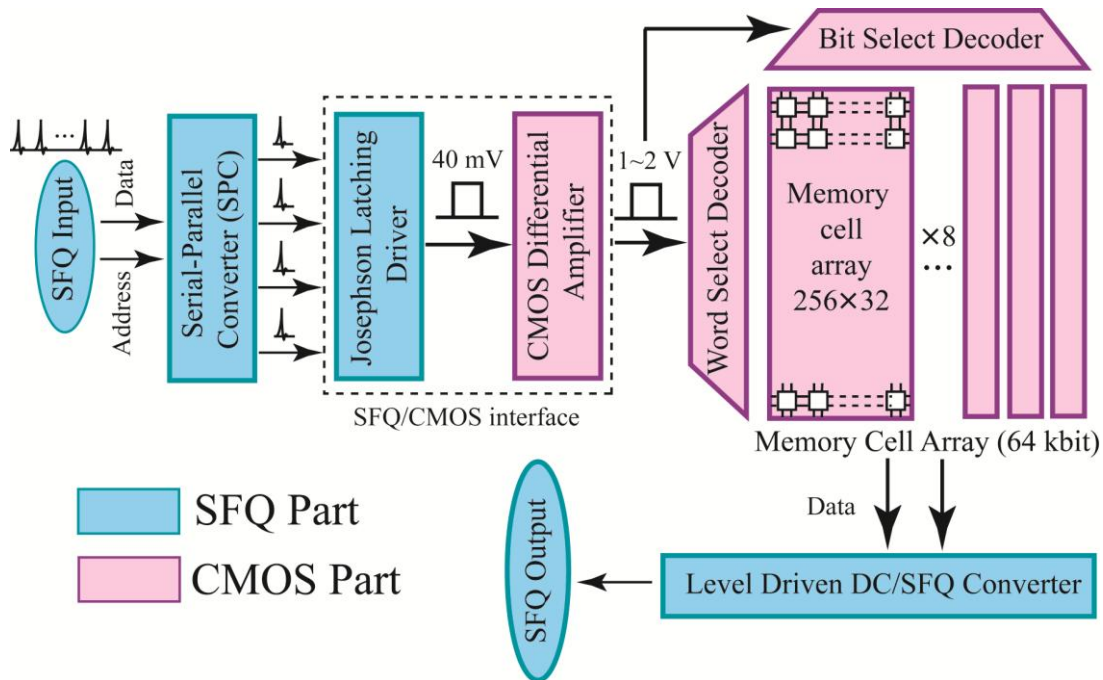 Bit Select Decoder
SFQ Input
Data
Address
Serial-Parallel
Converter (SPC)
Josephson Latching
Driver
40 mV
CMOS Differential
Amplifier
SFQ/CMOS interface
1~2 V
Word Select Decoder
Memory
cell
array
256×32
×8
...
Memory Cell Array (64 kbit)
Data
SFQ Part
CMOS Part
SFQ Output
Level Driven DC/SFQ Converter